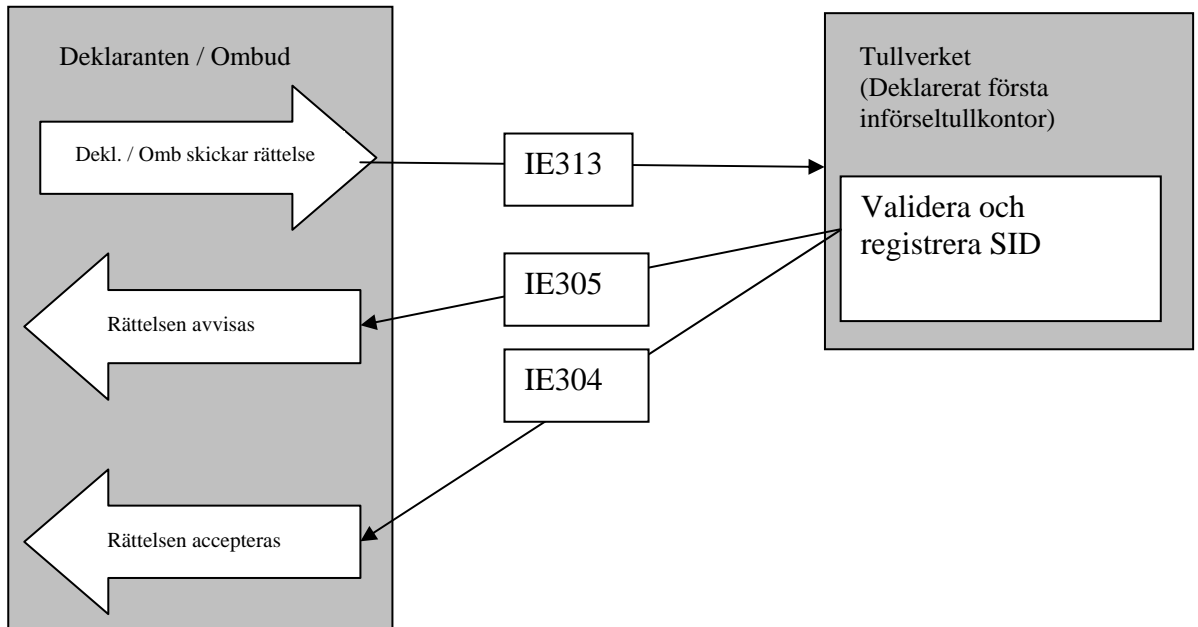 Deklaranten / Ombud
Dekl. / Omb skickar rättelse
IE313
Tullverket
(Deklarerat första
införseltullkontor)
Validera och
registrera SID
IE305
Rättelsen avvisas
IE304
Rättelsen accepteras